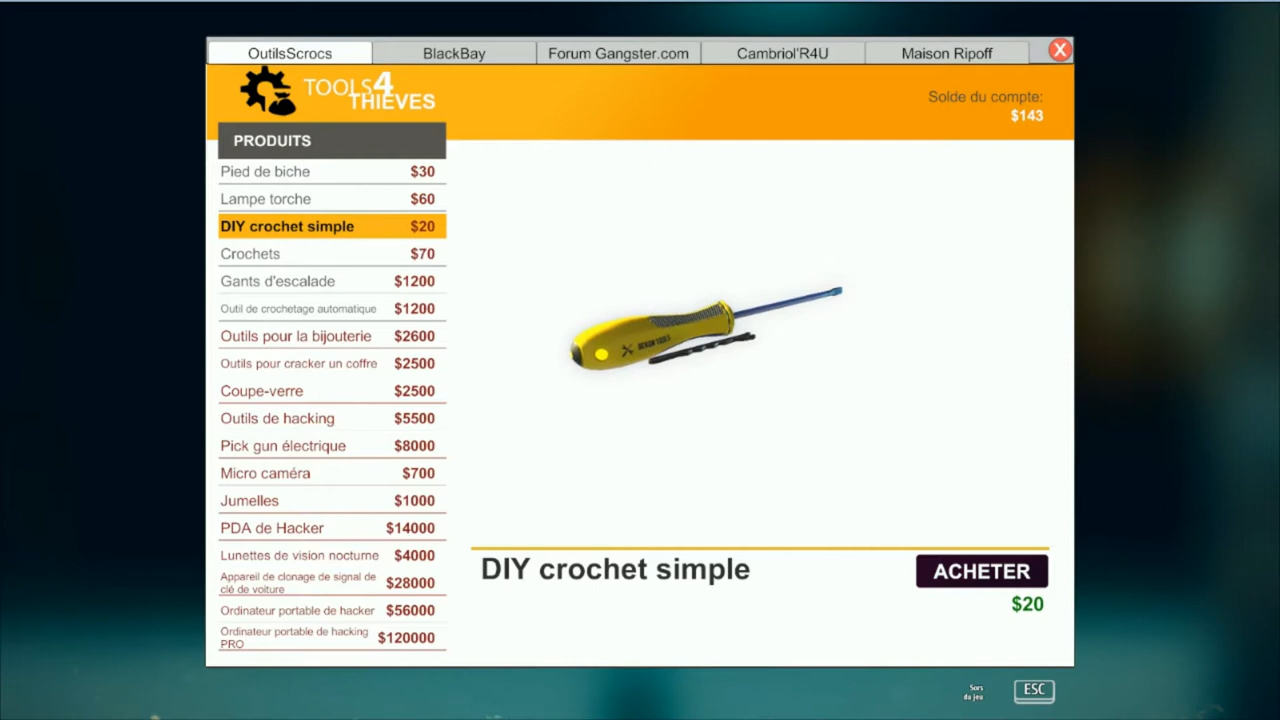 OutilsScrocs
BlackBay
Forum Gangster.com
Cambriol'R4U
Maison Ripoff
X
TOOLS4
THIEVES
Solde du compte:
$143
PRODUITS
Pied de biche $30
Lampe torche $60
DIY crochet simple $20
Crochets $70
Gants d'escalade $1200
Outil de crochetage automatique $1200
Outils pour la bijouterie $2600
Outils pour cracker un coffre $2500
Coupe-verre $2500
Outils de hacking $5500
Pick gun électrique $8000
Micro caméra $700
Jumelles $1000
PDA de Hacker $14000
Lunettes de vision nocturne $4000
Appareil de clonage de signal de
clé de voiture $28000
Ordinateur portable de hacker $56000
Ordinateur portable de hacking
PRO $120000
DIY crochet simple
ACHETER
$20
Sors
du jeu
ESC